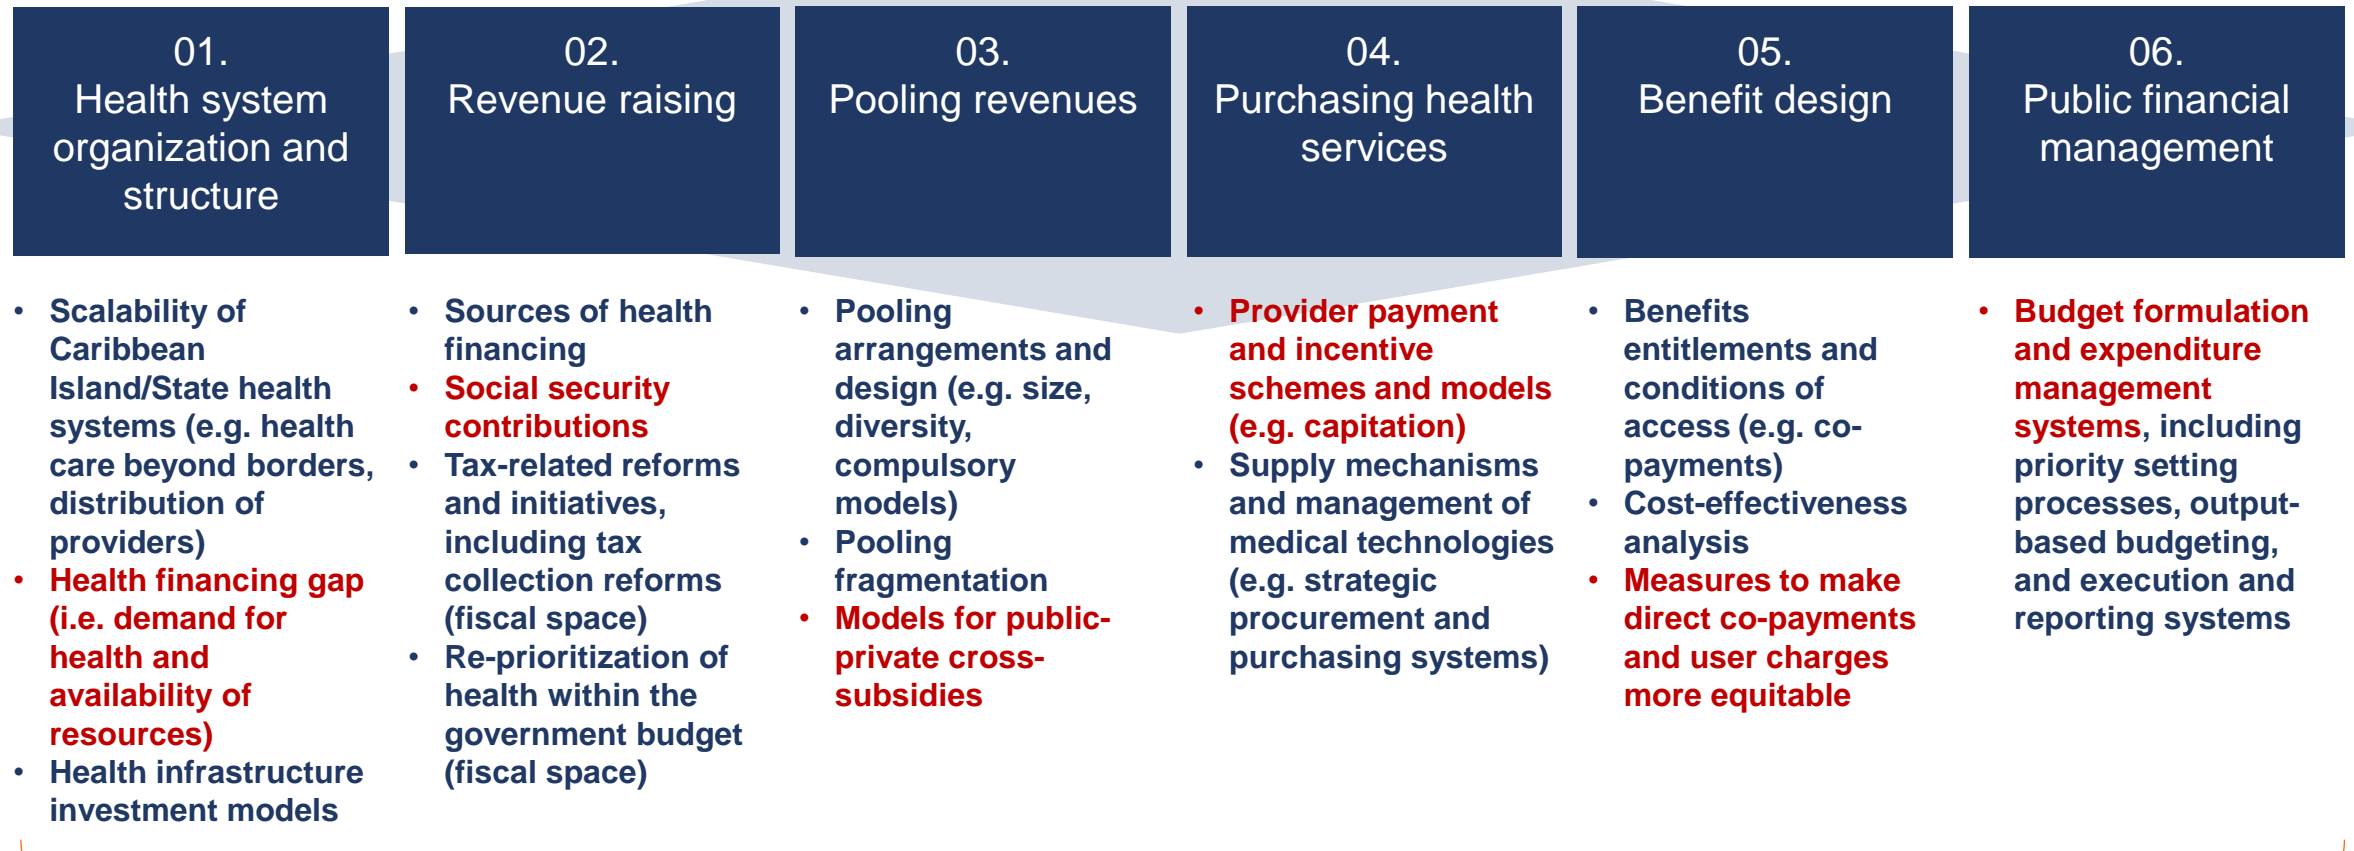 01.
Health system
organization and
structure
02.
Revenue raising
03.
Pooling revenues
04.
Purchasing health
services
05.
Benefit design
06.
Public financial
management
• Scalability of
Caribbean
Island/State health
systems (e.g. health
care beyond borders,
distribution of
providers)
• Health financing gap
(i.e. demand for
health and
availability of
resources)
• Health infrastructure
investment models
• Sources of health
financing
• Social security
contributions
• Tax-related reforms
and initiatives,
including tax
collection reforms
(fiscal space)
• Re-prioritization of
health within the
government budget
(fiscal space)
• Pooling
arrangements and
design (e.g. size,
diversity,
compulsory
models)
• Pooling
fragmentation
• Models for public-
private cross-
subsidies
• Provider payment
and incentive
schemes and models
(e.g. capitation)
• Supply mechanisms
and management of
medical technologies
(e.g. strategic
procurement and
purchasing systems)
• Benefits
entitlements and
conditions of
access (e.g. co-
payments)
• Cost-effectiveness
analysis
• Measures to make
direct co-payments
and user charges
more equitable
• Budget formulation
and expenditure
management
systems, including
priority setting
processes, output-
based budgeting,
and execution and
reporting systems